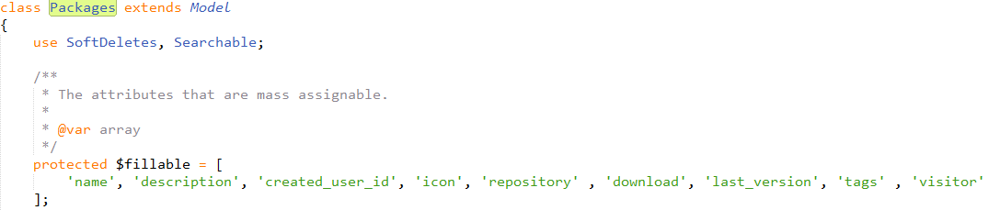 class Packages extends Model
{
use SoftDeletes, Searchable;
/**
* The attributes that are mass assignable.
*
* @var array
*/
protected $fillable = [
'name', 'description', 'created_user_id', 'icon', 'repository' , 'download', 'last_version', 'tags' , 'visitor'
];